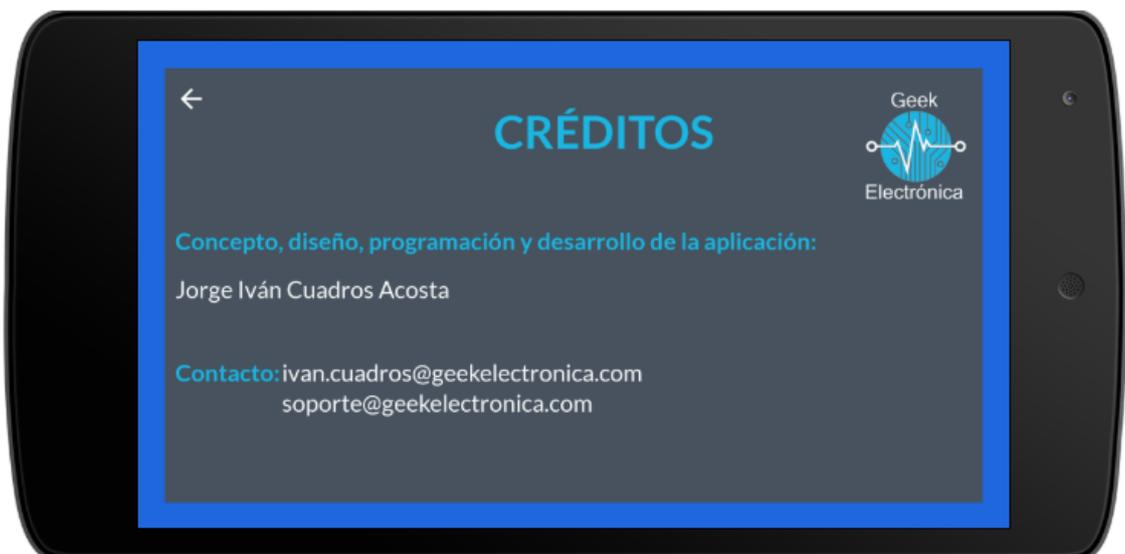 CRÉDITOS
Geek
Electrónica
Concepto, diseño, programación y desarrollo de la aplicación:
Jorge Iván Cuadros Acosta
Contacto: ivan.cuadros@geekelectronica.com
soporte@geekelectronica.com